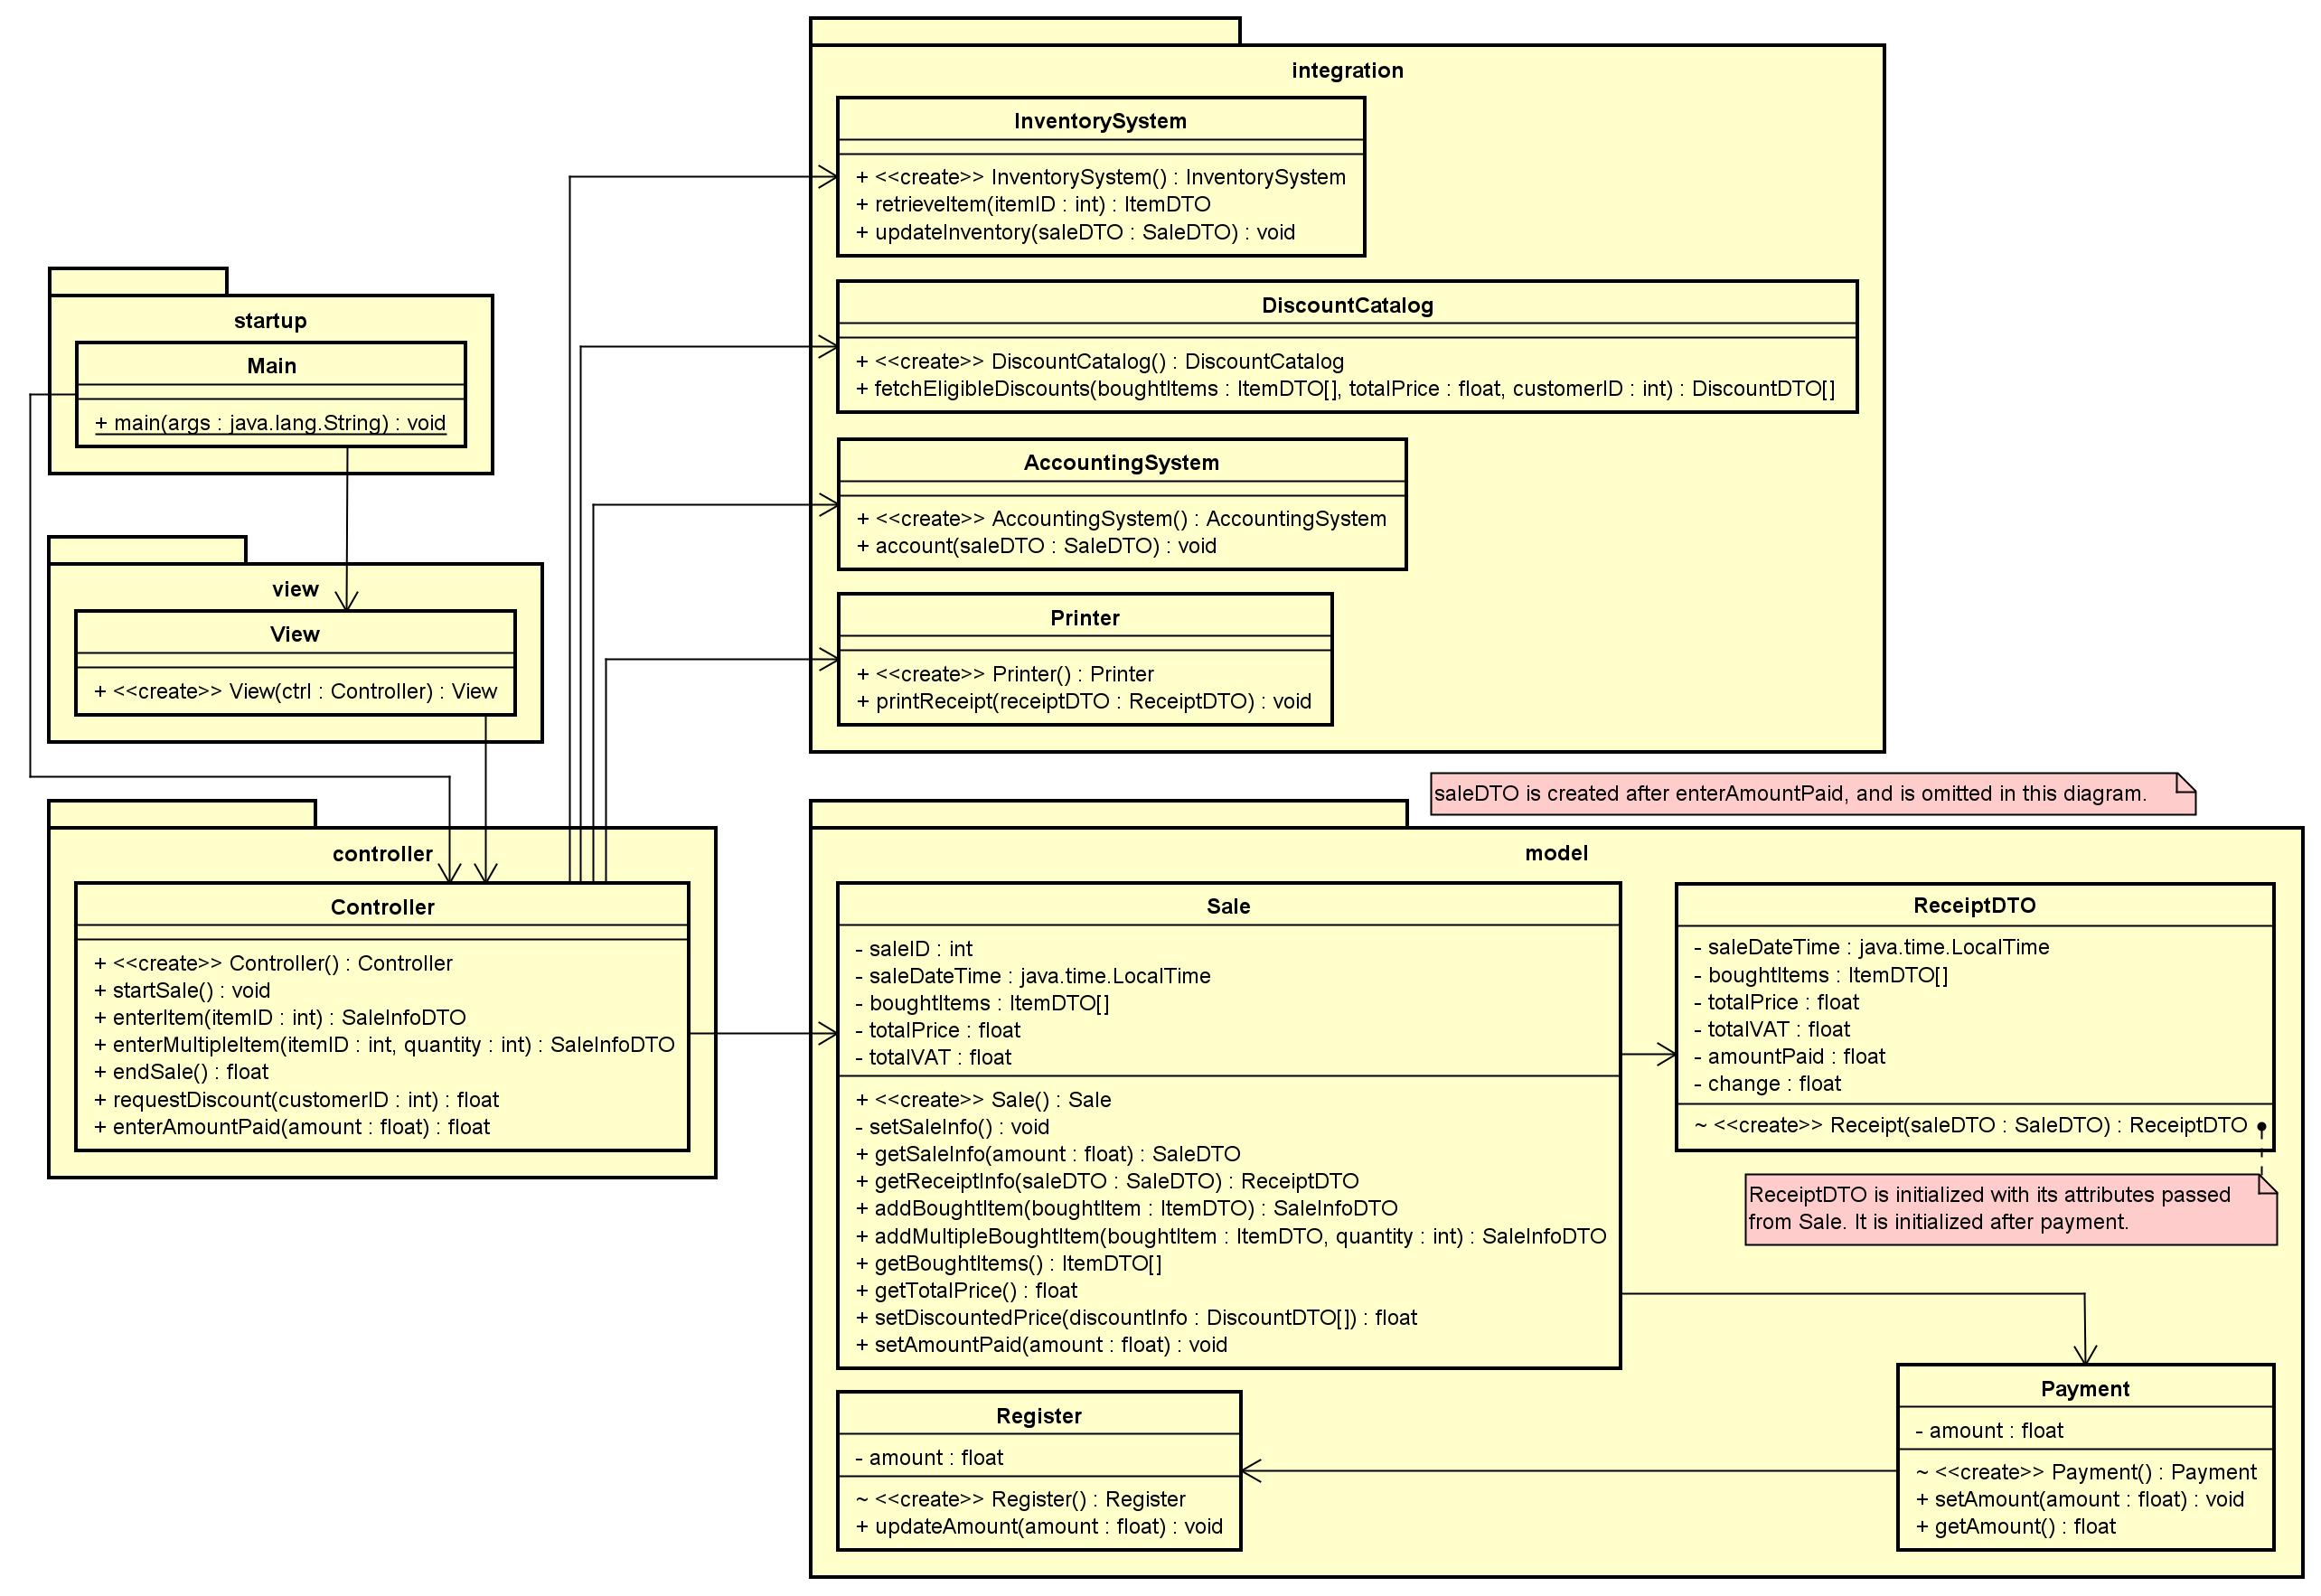 integration
InventorySystem
+ <<create>> InventorySystem() : InventorySystem
+ retrieveItem(itemID : int) : ItemDTO
+ updateInventory(saleDTO : SaleDTO) : void
DiscountCatalog
+ <<create>> DiscountCatalog() : DiscountCatalog
+ fetchEligibleDiscounts(boughtItems : ItemDTO[], totalPrice : float, customerID : int) : DiscountDTO[]
AccountingSystem
+ <<create>> AccountingSystem() : AccountingSystem
+ account(saleDTO : SaleDTO) : void
Printer
+ <<create>> Printer() : Printer
+ printReceipt(receiptDTO : ReceiptDTO) : void
startup
Main
+ main(args : java.lang.String) : void
view
View
+ <<create>> View(ctrl : Controller) : View
controller
Controller
+ <<create>> Controller() : Controller
+ startSale() : void
+ enterItem(itemID : int) : SaleInfoDTO
+ enterMultipleItem(itemID : int, quantity : int) : SaleInfoDTO
+ endSale() : float
+ requestDiscount(customerID : int) : float
+ enterAmountPaid(amount : float) : float
saleDTO is created after enterAmountPaid, and is omitted in this diagram.
model
Sale
- saleID : int
- saleDateTime : java.time.LocalTime
- boughtItems : ItemDTO[]
- totalPrice : float
- totalVAT : float
+ <<create>> Sale() : Sale
- setSaleInfo() : void
+ getSaleInfo(amount : float) : SaleDTO
+ getReceiptInfo(saleDTO : SaleDTO) : ReceiptDTO
+ addBoughtItem(boughtItem : ItemDTO) : SaleInfoDTO
+ addMultipleBoughtItem(boughtItem : ItemDTO, quantity : int) : SaleInfoDTO
+ getBoughtItems() : ItemDTO[]
+ getTotalPrice() : float
+ setDiscountedPrice(discountInfo : DiscountDTO[]) : float
+ setAmountPaid(amount : float) : void
ReceiptDTO
- saleDateTime : java.time.LocalTime
- boughtItems : ItemDTO[]
- totalPrice : float
- totalVAT : float
- amountPaid : float
- change : float
~ <<create>> Receipt(saleDTO : SaleDTO) : ReceiptDTO
ReceiptDTO is initialized with its attributes passed
from Sale. It is initialized after payment.
Register
- amount : float
~ <<create>> Register() : Register
+ updateAmount(amount : float) : void
Payment
- amount : float
~ <<create>> Payment() : Payment
+ setAmount(amount : float) : void
+ getAmount() : float